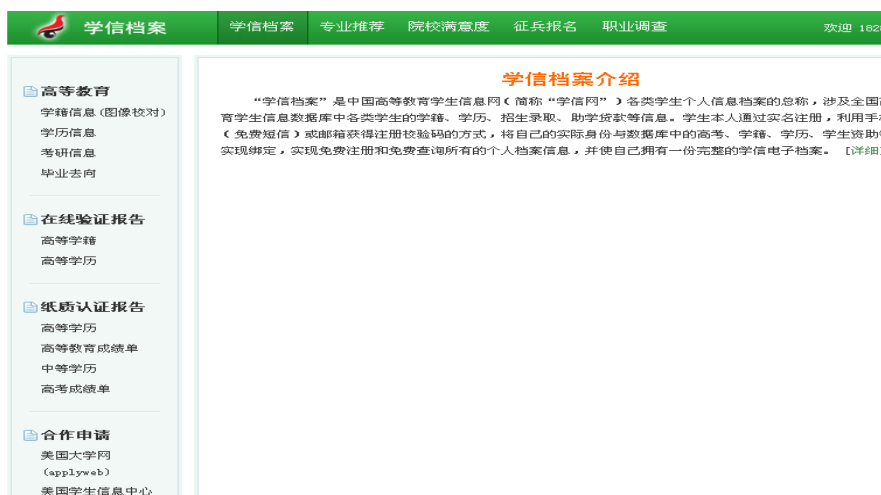 学信档案
学信档案 专业推荐 院校满意度 征兵报名 职业调查
欢迎 182
高等教育
学籍信息(图像校对)
学历信息
考研信息
毕业去向
在线验证报告
高等学籍
高等学历
纸质认证报告
高等学历
高等教育成绩单
中等学历
高考成绩单
合作申请
美国大学网
(applyweb)
美国学生信息中心
学信档案介绍
“学信档案”是中国高等教育学生信息网(简称“学信网”)各类学生个人信息档案的总称,涉及全国
育学生信息数据库中各类学生的学籍、学历、招生录取、助学贷款等信息。学生本人通过实名注册,利用手
(免费短信)或邮箱获得注册校验码的方式,将自己的实际身份与数据库中的高考、学籍、学历、学生资助
实现绑定,实现免费注册和免费查询所有的个人档案信息,并使自己拥有一份完整的学信电子档案。 [详细]